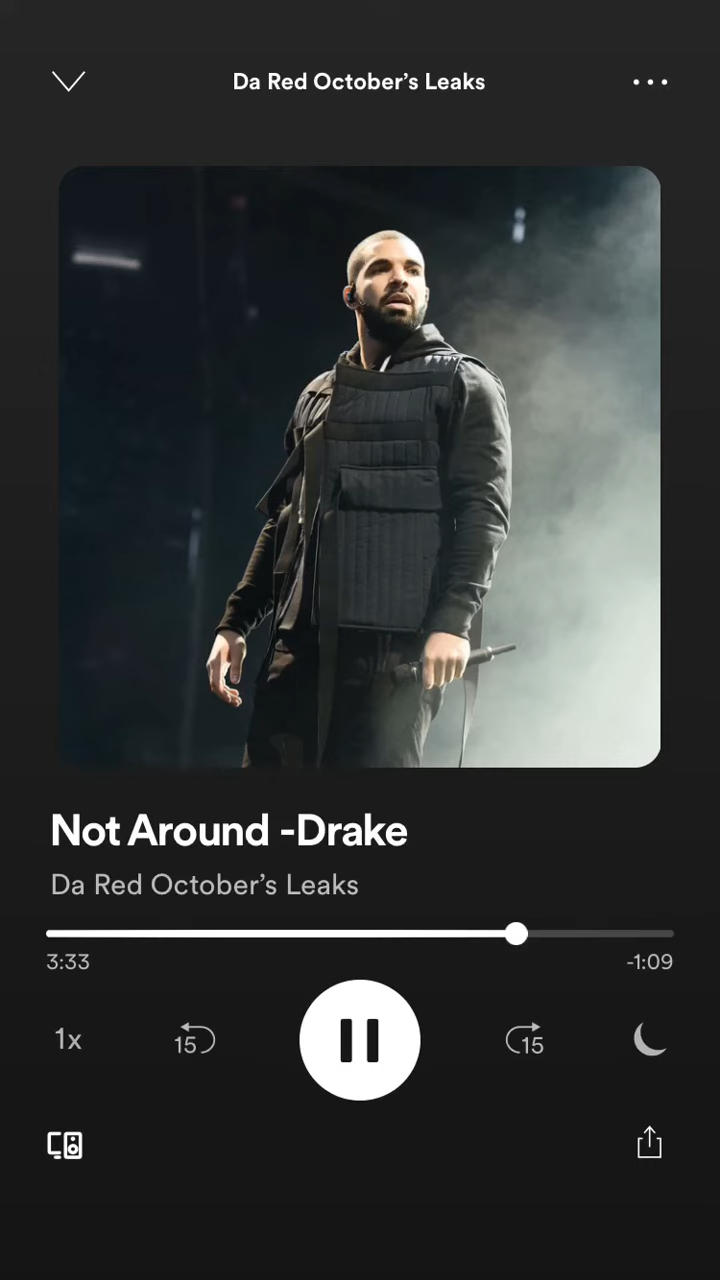 Da Red October’s Leaks
Not Around -Drake
Da Red October’s Leaks
3:33
-1:09
1x
15
15